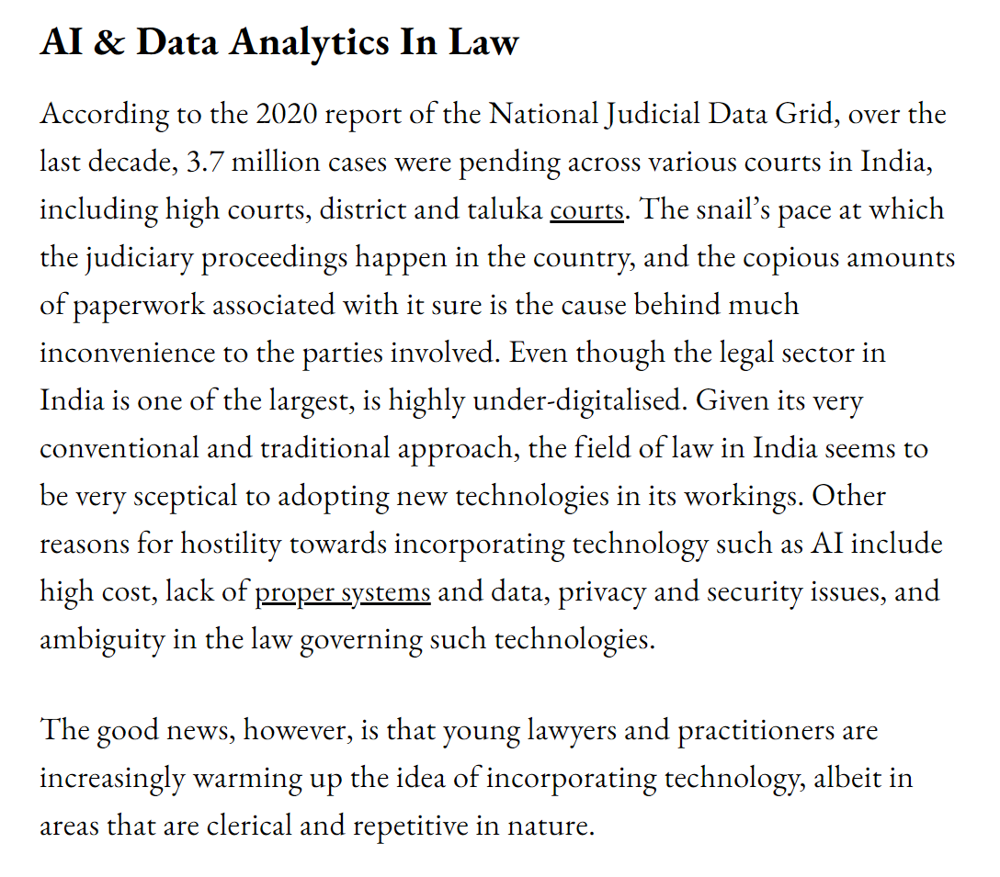 AI & Data Analytics In Law
According to the 2020 report of the National Judicial Data Grid, over the
last decade, 3.7 million cases were pending across various courts in India,
including high courts, district and taluka courts. The snail’s pace at which
the judiciary proceedings happen in the country, and the copious amounts
of paperwork associated with it sure is the cause behind much
inconvenience to the parties involved. Even though the legal sector in
India is one of the largest, is highly under-digitalised. Given its very
conventional and traditional approach, the field of law in India seems to
be very sceptical to adopting new technologies in its workings. Other
reasons for hostility towards incorporating technology such as AI include
high cost, lack of proper systems and data, privacy and security issues, and
ambiguity in the law governing such technologies.
The good news, however, is that young lawyers and practitioners are
increasingly warming up the idea of incorporating technology, albeit in
areas that are clerical and repetitive in nature.